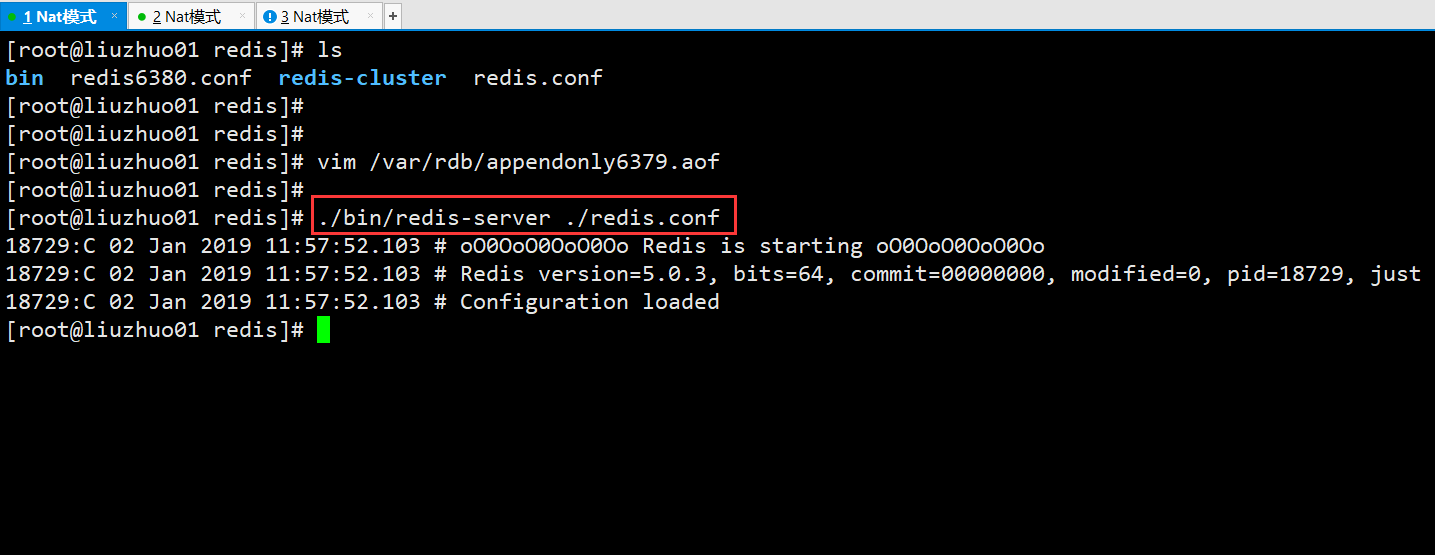 1 Nat模式 × 2 Nat模式 × 3 Nat模式 × +
[root@liuzhuo01 redis]# ls
bin  redis6380.conf  redis-cluster  redis.conf
[root@liuzhuo01 redis]#
[root@liuzhuo01 redis]#
[root@liuzhuo01 redis]# vim /var/rdb/appendonly6379.aof
[root@liuzhuo01 redis]#
[root@liuzhuo01 redis]# ./bin/redis-server ./redis.conf
18729:C 02 Jan 2019 11:57:52.103 # oO0OoO0OoO0Oo Redis is starting oO0OoO0OoO0Oo
18729:C 02 Jan 2019 11:57:52.103 # Redis version=5.0.3, bits=64, commit=00000000, modified=0, pid=18729, just
18729:C 02 Jan 2019 11:57:52.103 # Configuration loaded
[root@liuzhuo01 redis]#